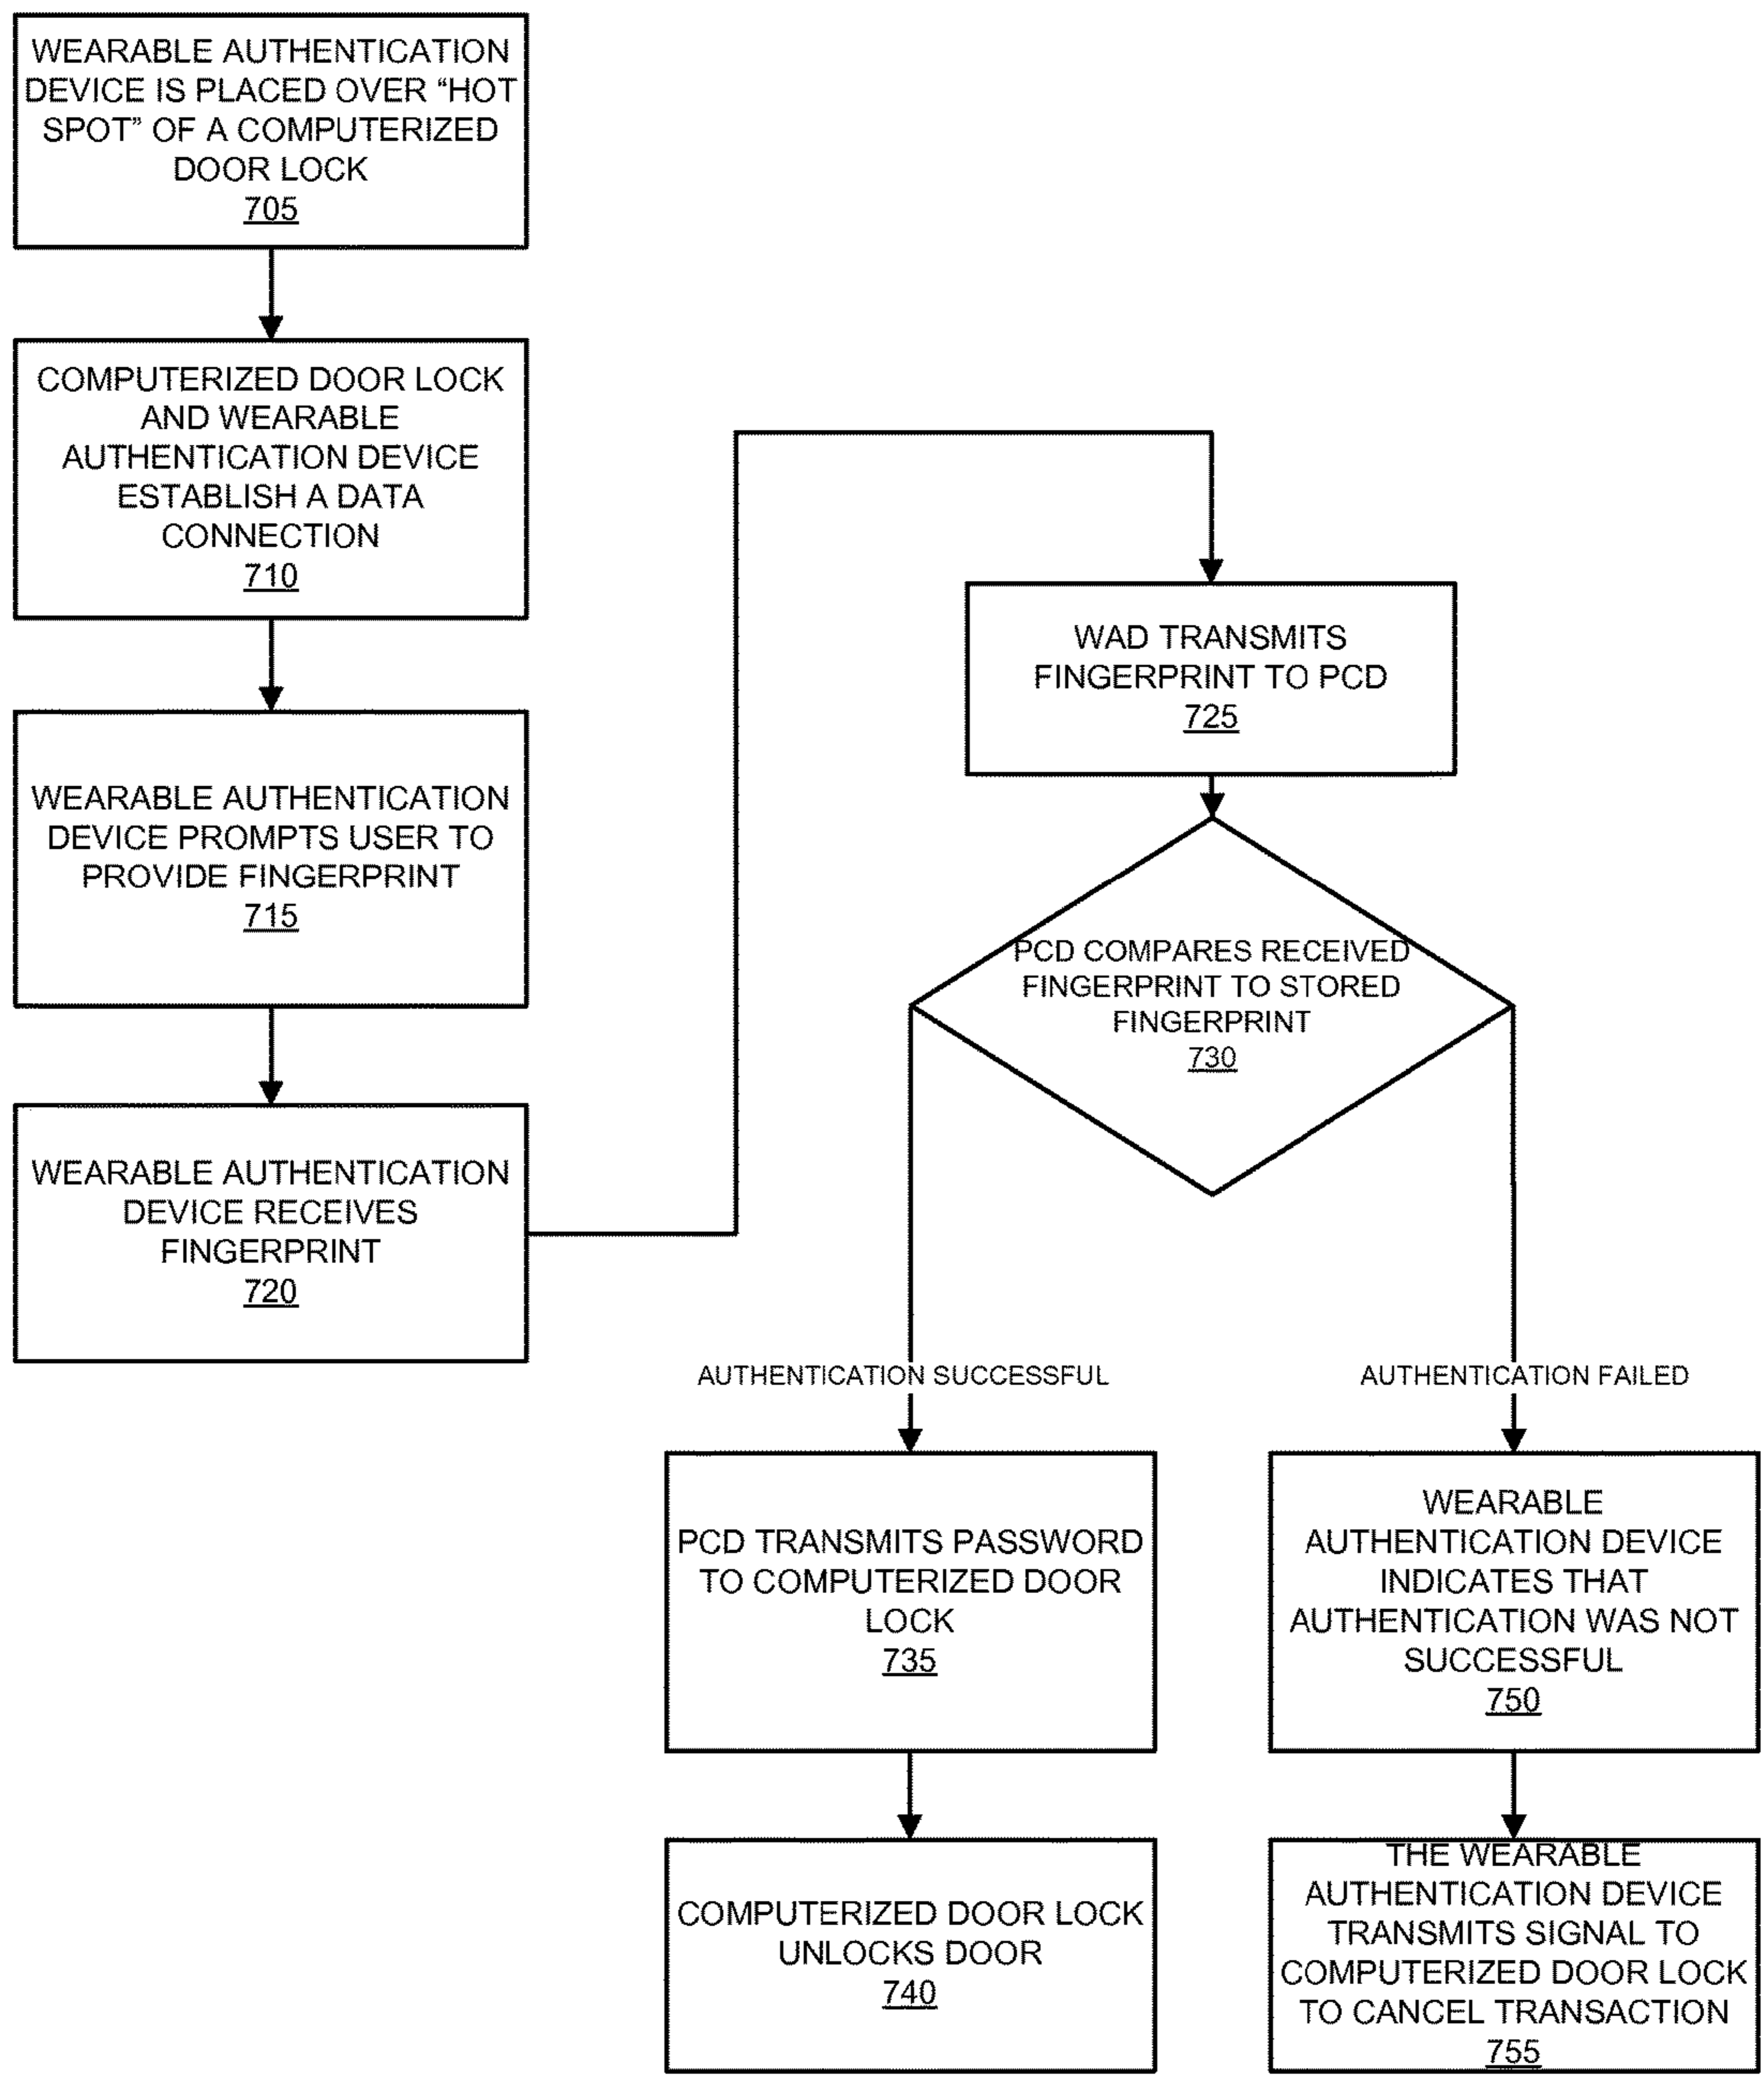 WEARABLE AUTHENTICATION
DEVICE IS PLACED OVER “HOT
SPOT” OF A COMPUTERIZED
DOOR LOCK
705
COMPUTERIZED DOOR LOCK
AND WEARABLE
AUTHENTICATION DEVICE
ESTABLISH A DATA
CONNECTION
710
WEARABLE AUTHENTICATION
DEVICE PROMPTS USER TO
PROVIDE FINGERPRINT
715
WEARABLE AUTHENTICATION
DEVICE RECEIVES
FINGERPRINT
720
WAD TRANSMITS
FINGERPRINT TO PCD
725
PCD COMPARES RECEIVED
FINGERPRINT TO STORED
FINGERPRINT
730
AUTHENTICATION SUCCESSFUL
PCD TRANSMITS PASSWORD
TO COMPUTERIZED DOOR
LOCK
735
COMPUTERIZED DOOR LOCK
UNLOCKS DOOR
740
AUTHENTICATION FAILED
WEARABLE
AUTHENTICATION DEVICE
INDICATES THAT
AUTHENTICATION WAS NOT
SUCCESSFUL
750
THE WEARABLE
AUTHENTICATION DEVICE
TRANSMITS SIGNAL TO
COMPUTERIZED DOOR LOCK
TO CANCEL TRANSACTION
755